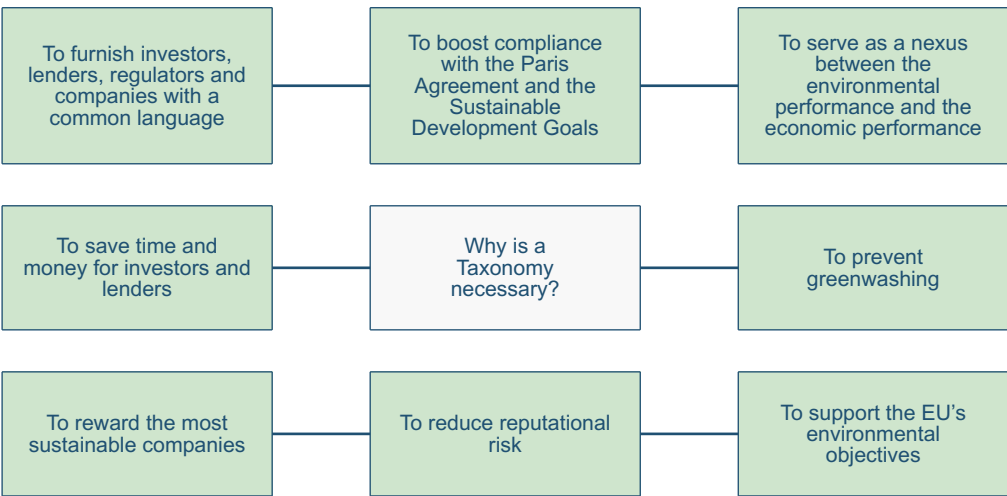 To furnish investors,
lenders, regulators and
companies with a
common language
To boost compliance
with the Paris
Agreement and the
Sustainable
Development Goals
To serve as a nexus
between the
environmental
performance and the
economic performance
To save time and
money for investors and
lenders
Why is a
Taxonomy
necessary?
To prevent
greenwashing
To reward the most
sustainable companies
To reduce reputational
risk
To support the EU’s
environmental
objectives